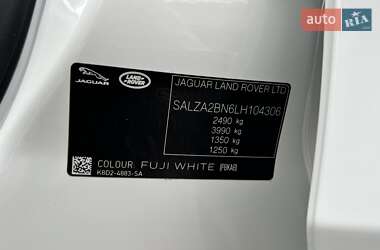 auto RIA
JAGUAR
LAND ROVER
JAGUAR LAND ROVER LTD
SALZA2BN6LH104306
2490 kg
3990 kg
1350 kg
1250 kg
COLOUR: FUJI WHITE
K8D2-4003-SA